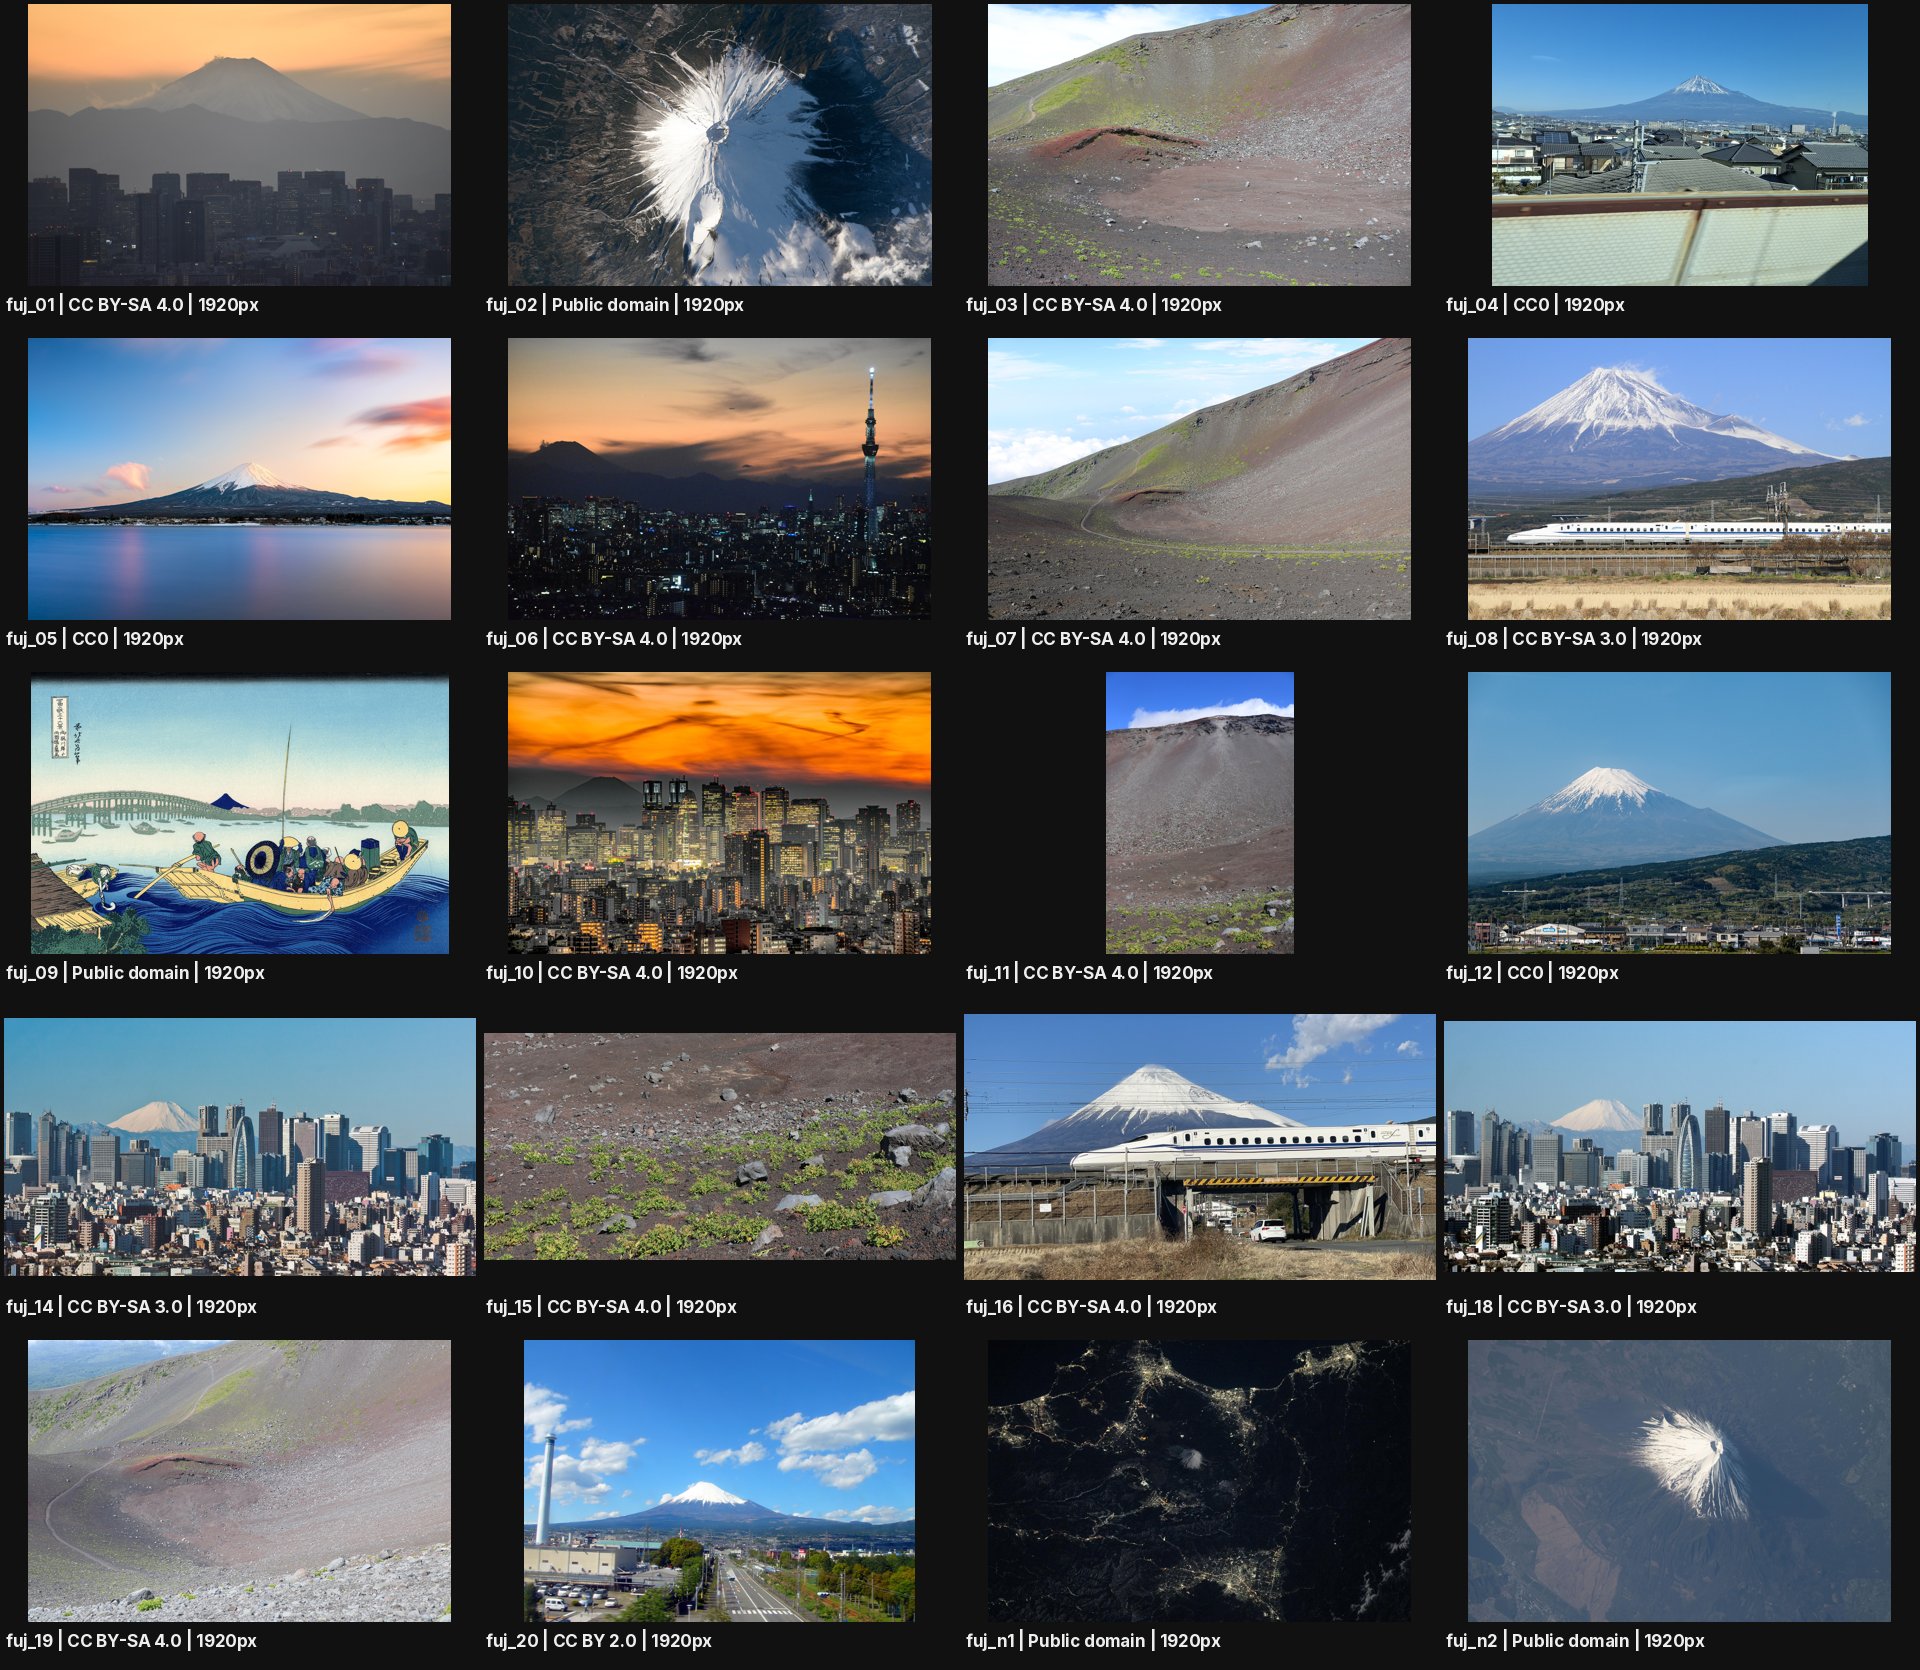 fuj_01 | CC BY-SA 4.0 | 1920px
fuj_02 | Public domain | 1920px
fuj_03 | CC BY-SA 4.0 | 1920px
fuj_04 | CC0 | 1920px
fuj_05 | CC0 | 1920px
fuj_06 | CC BY-SA 4.0 | 1920px
fuj_07 | CC BY-SA 4.0 | 1920px
fuj_08 | CC BY-SA 3.0 | 1920px
fuj_09 | Public domain | 1920px
fuj_10 | CC BY-SA 4.0 | 1920px
fuj_11 | CC BY-SA 4.0 | 1920px
fuj_12 | CC0 | 1920px
fuj_14 | CC BY-SA 3.0 | 1920px
fuj_15 | CC BY-SA 4.0 | 1920px
fuj_16 | CC BY-SA 4.0 | 1920px
fuj_18 | CC BY-SA 3.0 | 1920px
fuj_19 | CC BY-SA 4.0 | 1920px
fuj_20 | CC BY 2.0 | 1920px
fuj_n1 | Public domain | 1920px
fuj_n2 | Public domain | 1920px